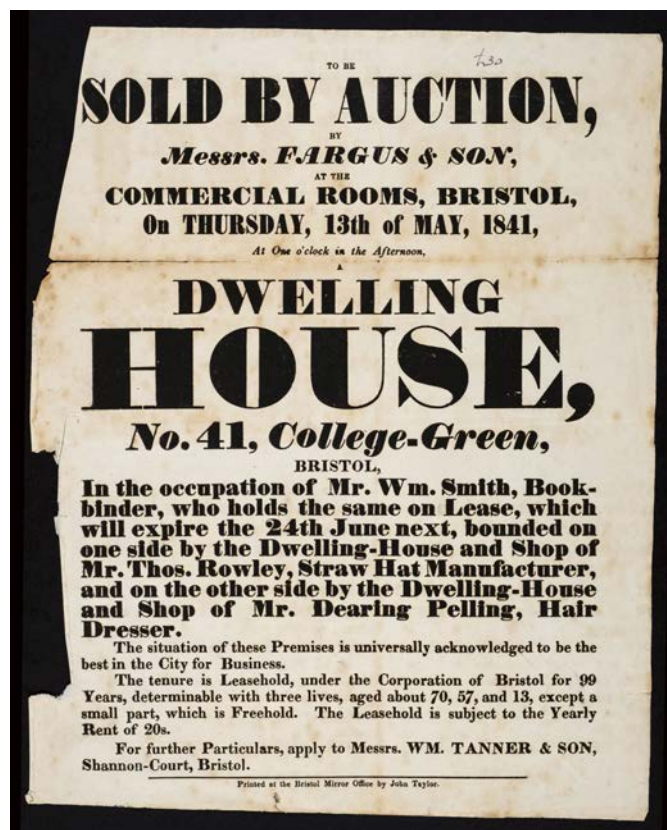 TO BE
SOLD BY AUCTION,
BY
Messrs. FARGUS & SON,
AT THE
COMMERCIAL ROOMS, BRISTOL,
On THURSDAY, 13th of MAY, 1841,
At One o'clock in the Afternoon,
A
DWELLING
HOUSE,
No. 41, College-Green,
BRISTOL,
In the occupation of Mr. Wm. Smith, Book-
binder, who holds the same on Lease, which
will expire the 24th June next, bounded on
one side by the Dwelling-House and Shop of
Mr. Thos. Rowley, Straw Hat Manufacturer,
and on the other side by the Dwelling-House
and Shop of Mr. Dearing Pelling, Hair
Dresser.
The situation of these Premises is universally acknowledged to be the
best in the City for Business.
The tenure is Leasehold, under the Corporation of Bristol for 99
Years, determinable with three lives, aged about 70, 57, and 13, except a
small part, which is Freehold. The Leasehold is subject to the Yearly
Rent of 20s.
For further Particulars, apply to Messrs. WM. TANNER & SON,
Shannon-Court, Bristol.
Printed at the Bristol Mirror Office by John Taylor.